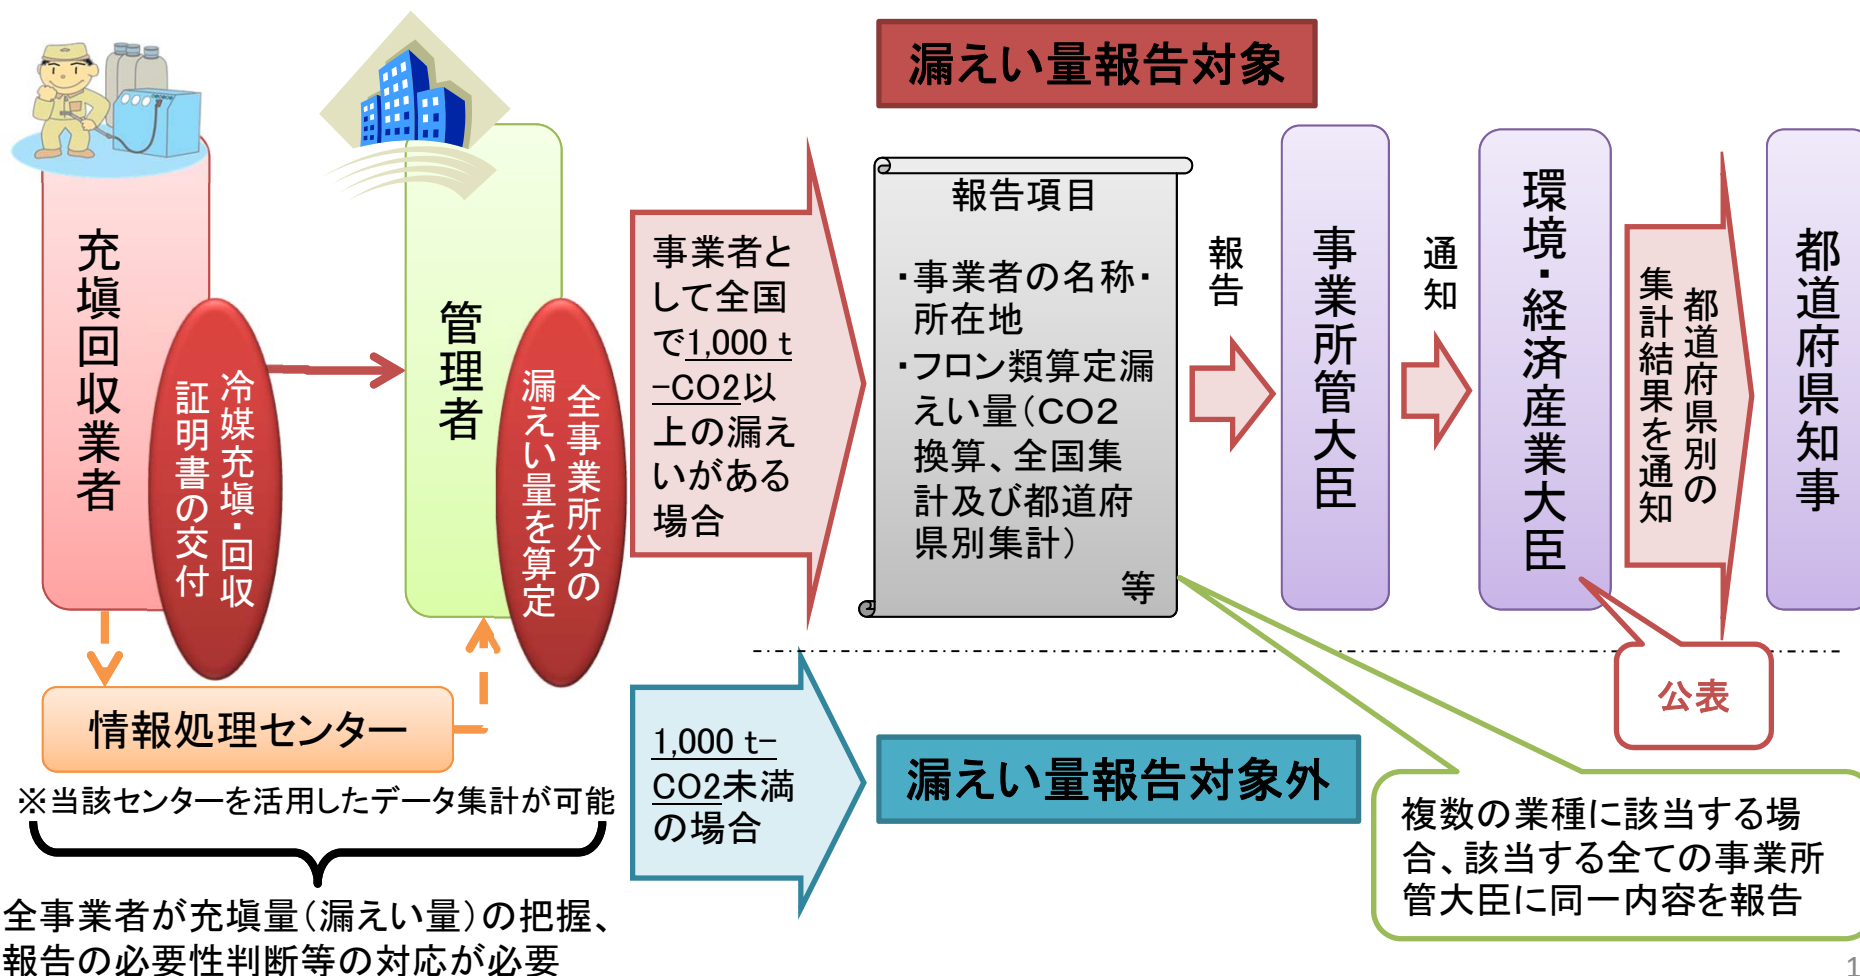 漏えい量報告対象
充塡回収業者
冷媒充塡・回収
証明書の交付
管理者
全事業所分の
漏えい量を算定
事業者と
して全国
で1,000 t
-CO2以
上の漏え
いがある
場合
報告項目
・事業者の名称・
所在地
・フロン類算定漏
えい量（CO2
換算、全国集
計及び都道府
県別集計）
等
報告
事業所管大臣
通知
環境・経済産業大臣
都道府県別の
集計結果を通知
都道府県知事
公表
情報処理センター
※当該センターを活用したデータ集計が可能
全事業者が充塡量（漏えい量）の把握、
報告の必要性判断等の対応が必要
1,000 t-
CO2未満
の場合
漏えい量報告対象外
複数の業種に該当する場
合、該当する全ての事業所
管大臣に同一内容を報告
1